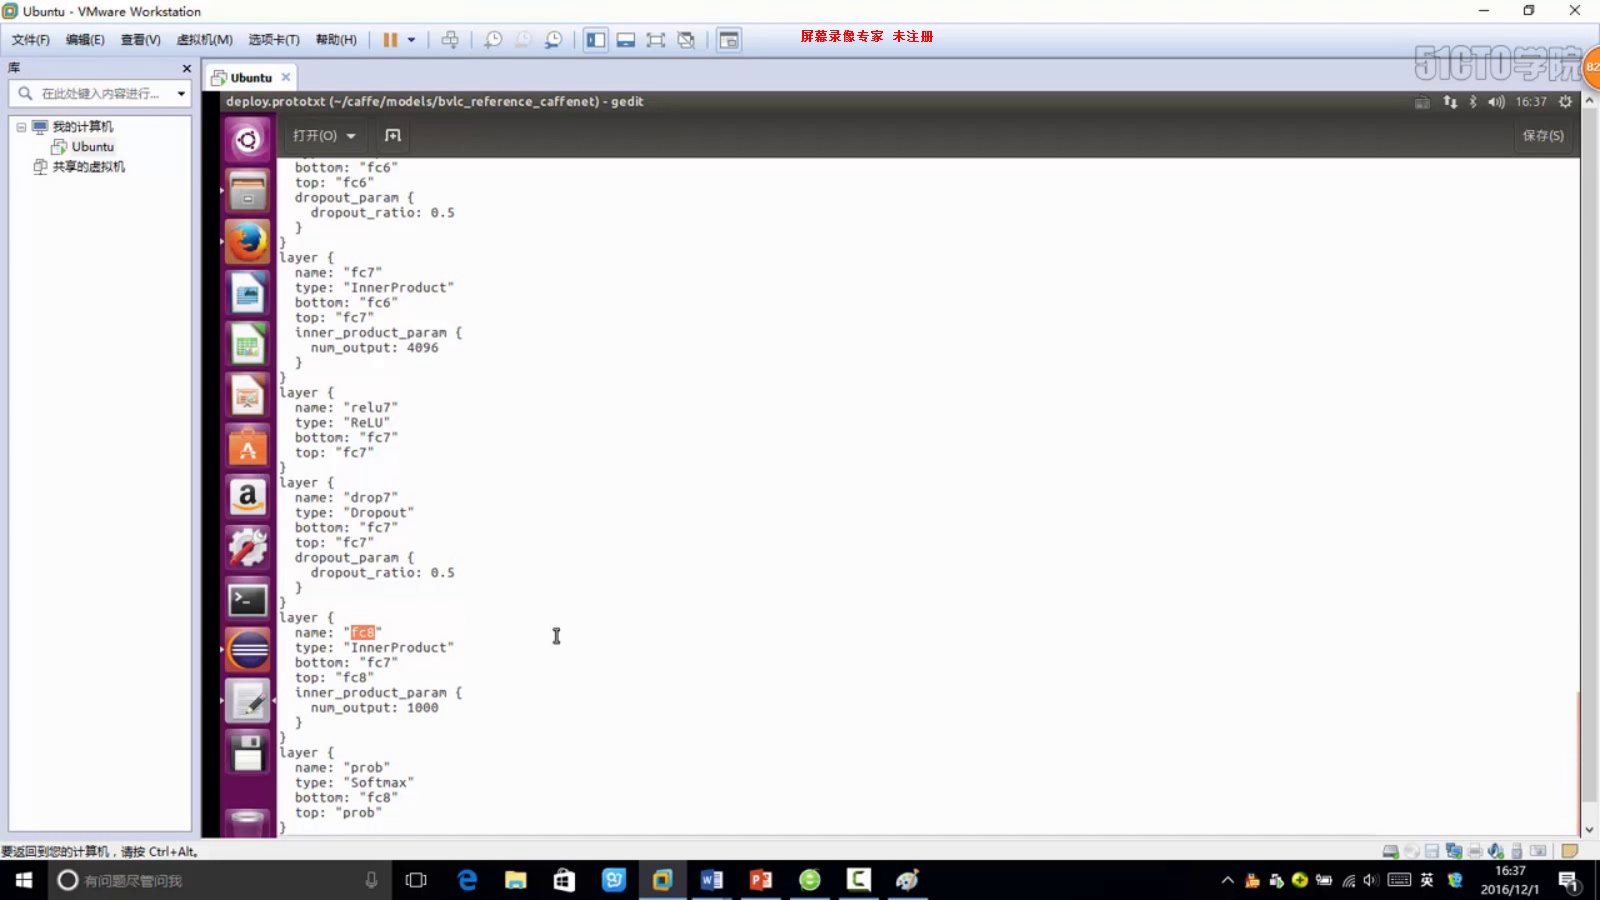 Ubuntu - VMware Workstation
文件(F) 编辑(E) 查看(V) 虚拟机(M) 选项卡(T) 帮助(H)
屏幕录像专家 未注册
51CTO学院
82
库
Ubuntu
在此处键入内容进行...
我的计算机
Ubuntu
共享的虚拟机
deploy.prototxt (~/caffe/models/bvlc_reference_caffenet) - gedit
16:37
打开(O)
保存(S)
bottom: "fc6"
top: "fc6"
dropout_param {
dropout_ratio: 0.5
}
}
layer {
name: "fc7"
type: "InnerProduct"
bottom: "fc6"
top: "fc7"
inner_product_param {
num_output: 4096
}
}
layer {
name: "relu7"
type: "ReLU"
bottom: "fc7"
top: "fc7"
}
layer {
name: "drop7"
type: "Dropout"
bottom: "fc7"
top: "fc7"
dropout_param {
dropout_ratio: 0.5
}
}
layer {
name: "fc8"
type: "InnerProduct"
bottom: "fc7"
top: "fc8"
inner_product_param {
num_output: 1000
}
}
layer {
name: "prob"
type: "Softmax"
bottom: "fc8"
top: "prob"
}
要返回到您的计算机，请按 Ctrl+Alt。
有问题尽管问我
英
16:37
2016/12/1
1